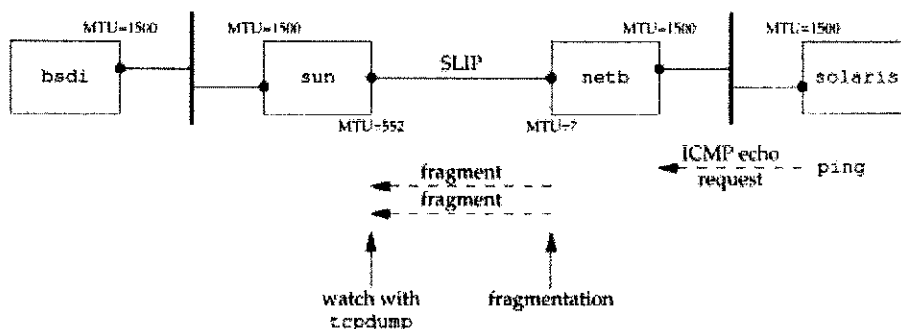 MTU=1500
MTU=1500
MTU=1500
MTU=1500
bsdi
sun
SLIP
netb
solaris
MTU=552
MTU=?
ICMP echo
request
ping
fragment
fragment
watch with
tcpdump
fragmentation